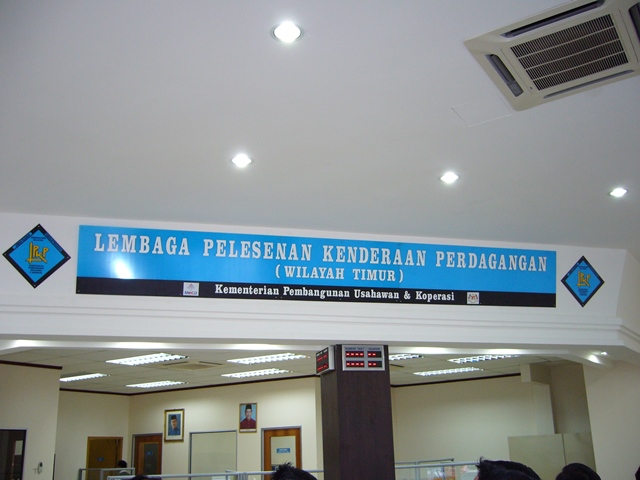 LEMBAGA PELESENAN KENDERAAN PERDAGANGAN
(WILAYAH TIMUR)
Kementerian Pembangunan Usahawan & Koperasi